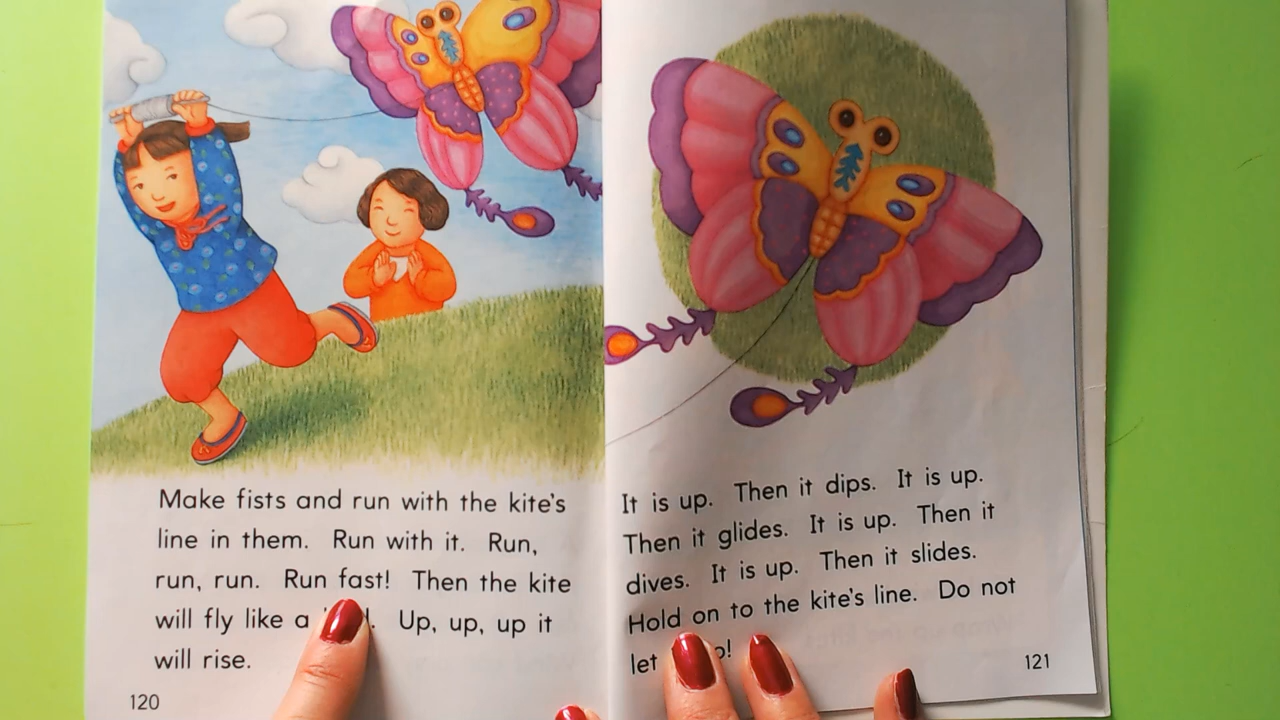 Make fists and run with the kite's
line in them. Run with it. Run,
run, run. Run fast! Then the kite
will fly like a Up, up, up it
will rise.
120
It is up. Then it dips. It is up.
Then it glides. It is up. Then it
dives. It is up. Then it slides.
Hold on to the kite's line. Do not
let
121